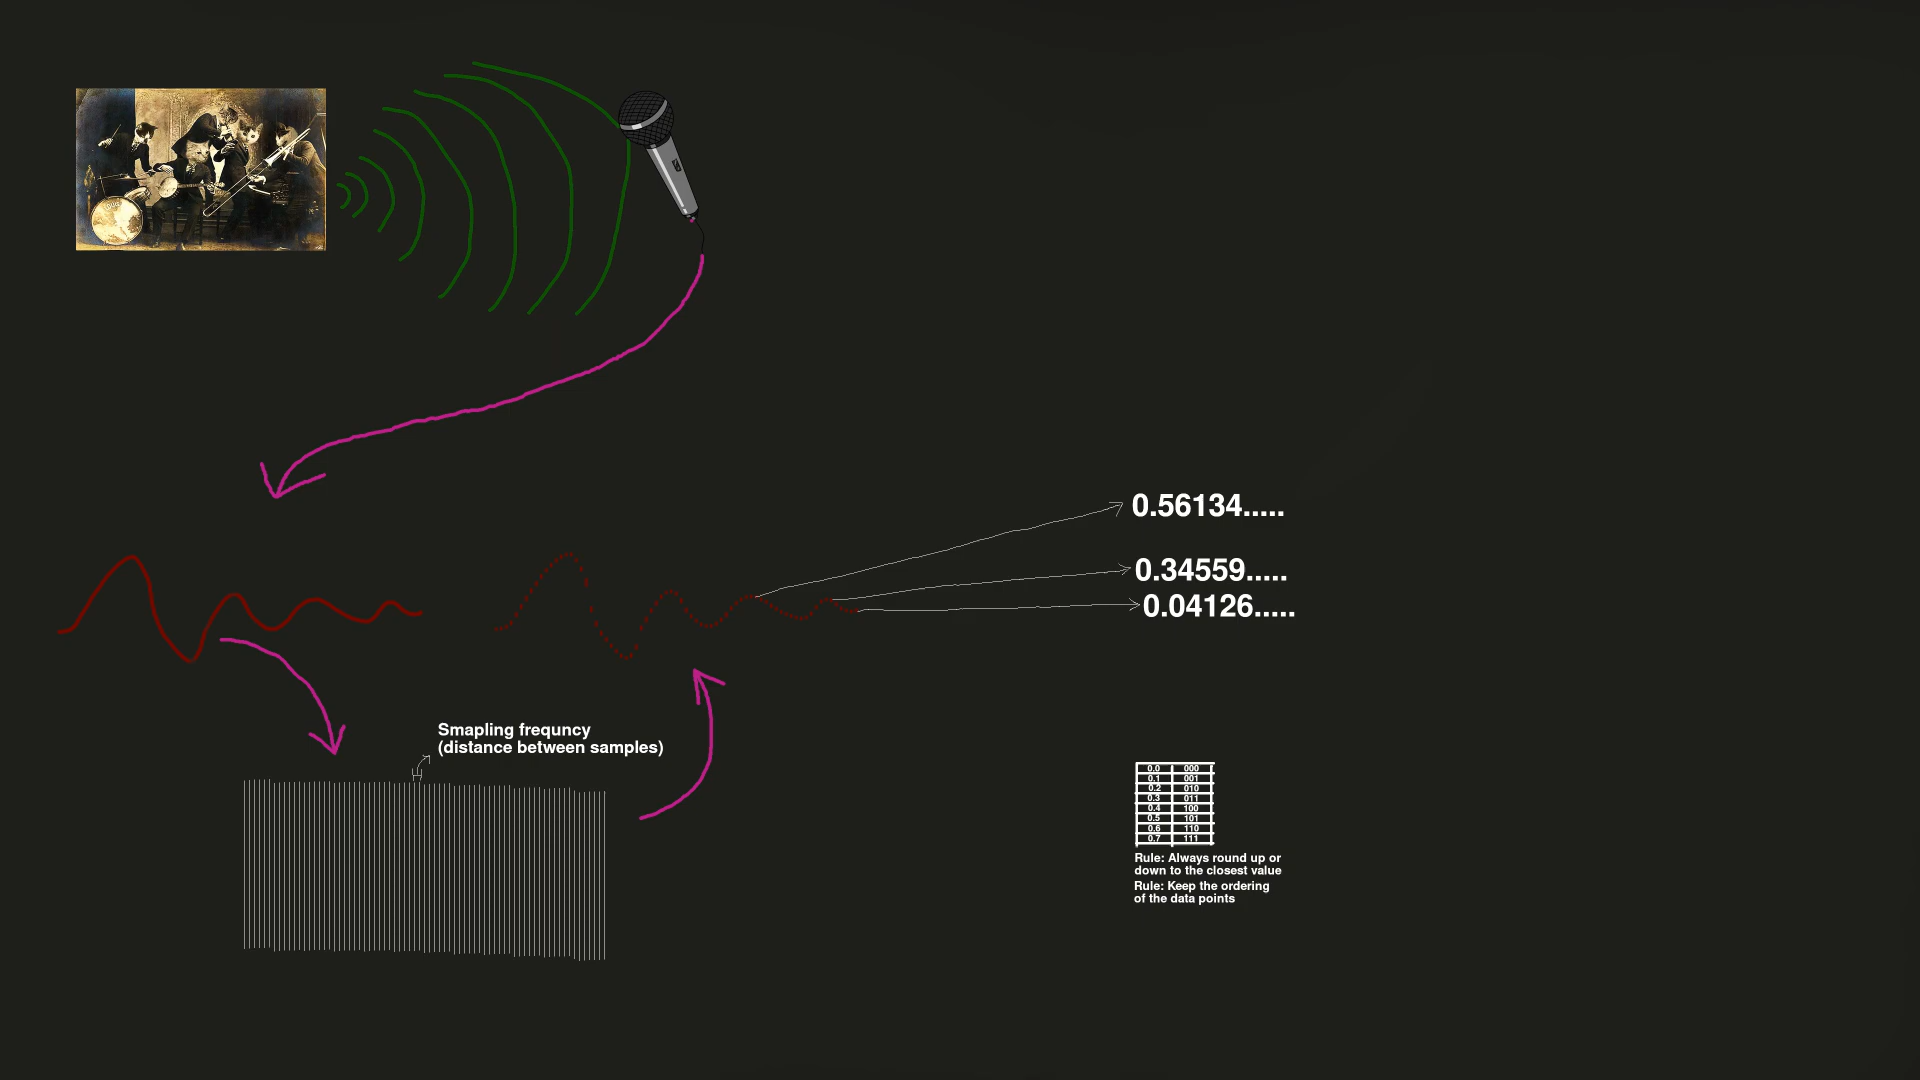 0.56134.....
0.34559.....
0.04126.....
Smapling frequncy
(distance between samples)
0.0 000
0.1 001
0.2 010
0.3 011
0.4 100
0.5 101
0.6 110
0.7 111
Rule: Always round up or
down to the closest value
Rule: Keep the ordering
of the data points